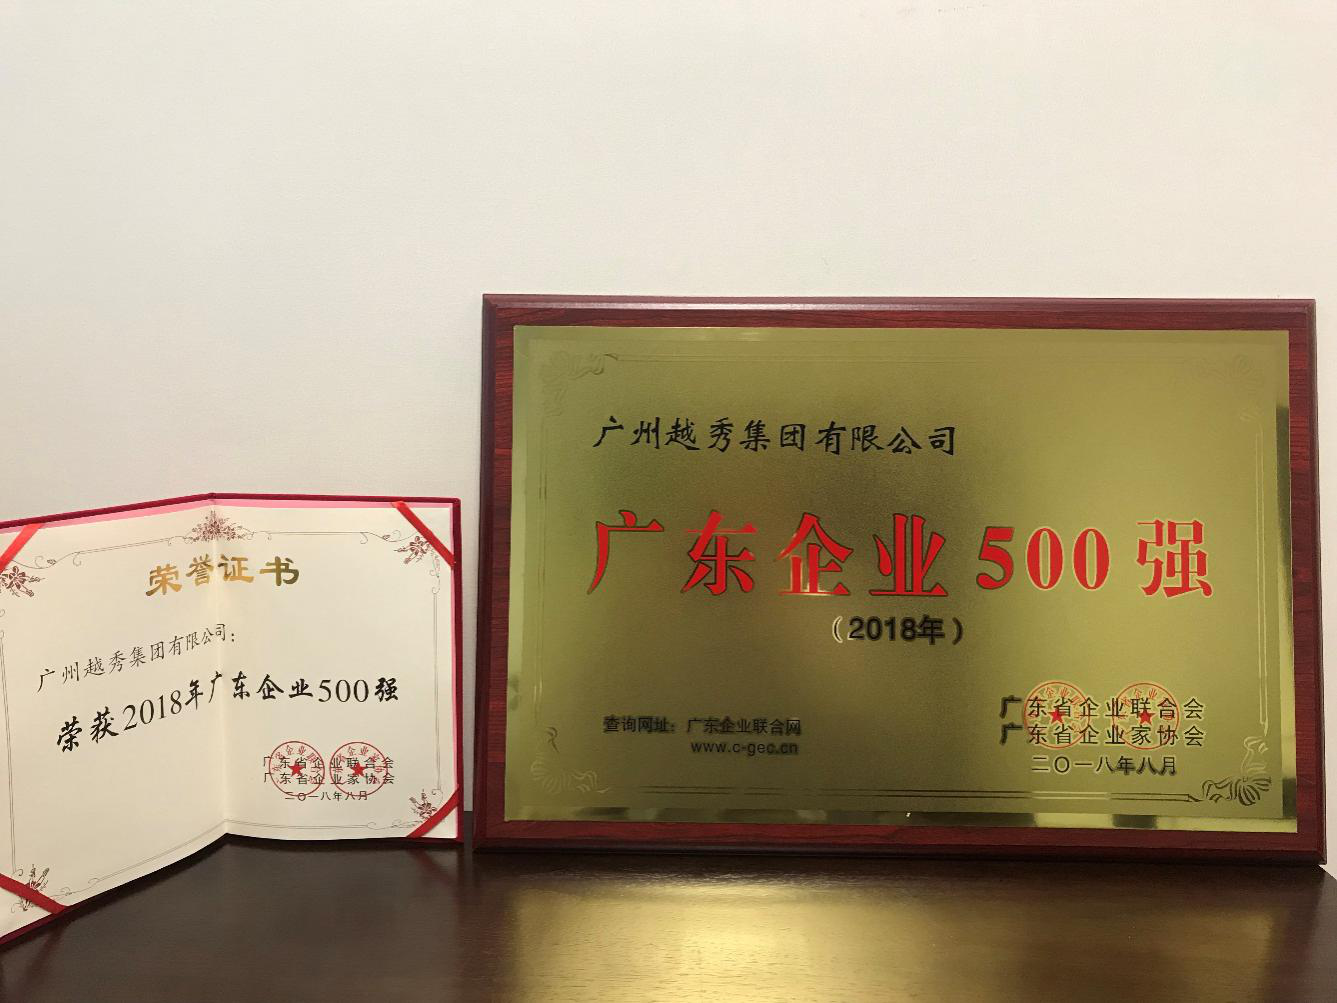 荣誉证书
广州越秀集团有限公司：
荣获2018年广东企业500强
广东省企业联合会
广东省企业家协会
二〇一八年八月
广州越秀集团有限公司
广东企业500强
（2018年）
查询网址：广东企业联合网
www.c-gec.cn
广东省企业联合会
广东省企业家协会
二〇一八年八月